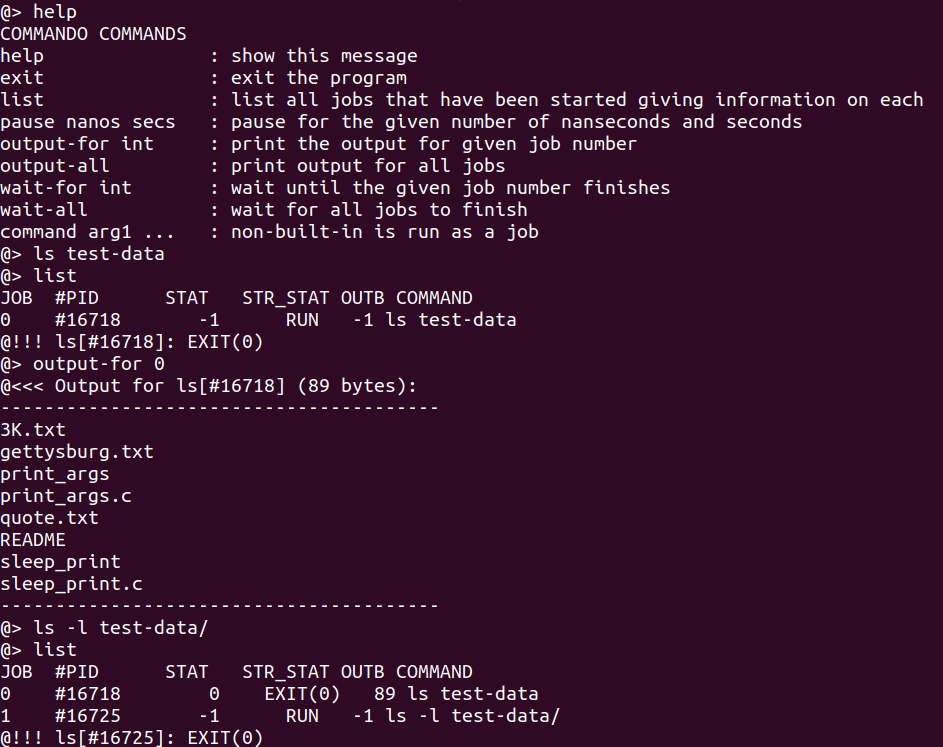 @> help
COMMANDO COMMANDS
help               : show this message
exit               : exit the program
list               : list all jobs that have been started giving information on each
pause nanos secs   : pause for the given number of nanseconds and seconds
output-for int     : print the output for given job number
output-all         : print output for all jobs
wait-for int       : wait until the given job number finishes
wait-all           : wait for all jobs to finish
command arg1 ...   : non-built-in is run as a job
@> ls test-data
@> list
JOB  #PID      STAT   STR_STAT OUTB COMMAND
0    #16718       -1      RUN   -1 ls test-data
@!!! ls[#16718]: EXIT(0)
@> output-for 0
@<<< Output for ls[#16718] (89 bytes):
----------------------------------------
3K.txt
gettysburg.txt
print_args
print_args.c
quote.txt
README
sleep_print
sleep_print.c
----------------------------------------
@> ls -l test-data/
@> list
JOB  #PID      STAT   STR_STAT OUTB COMMAND
0    #16718        0    EXIT(0)   89 ls test-data
1    #16725       -1      RUN   -1 ls -l test-data/
@!!! ls[#16725]: EXIT(0)